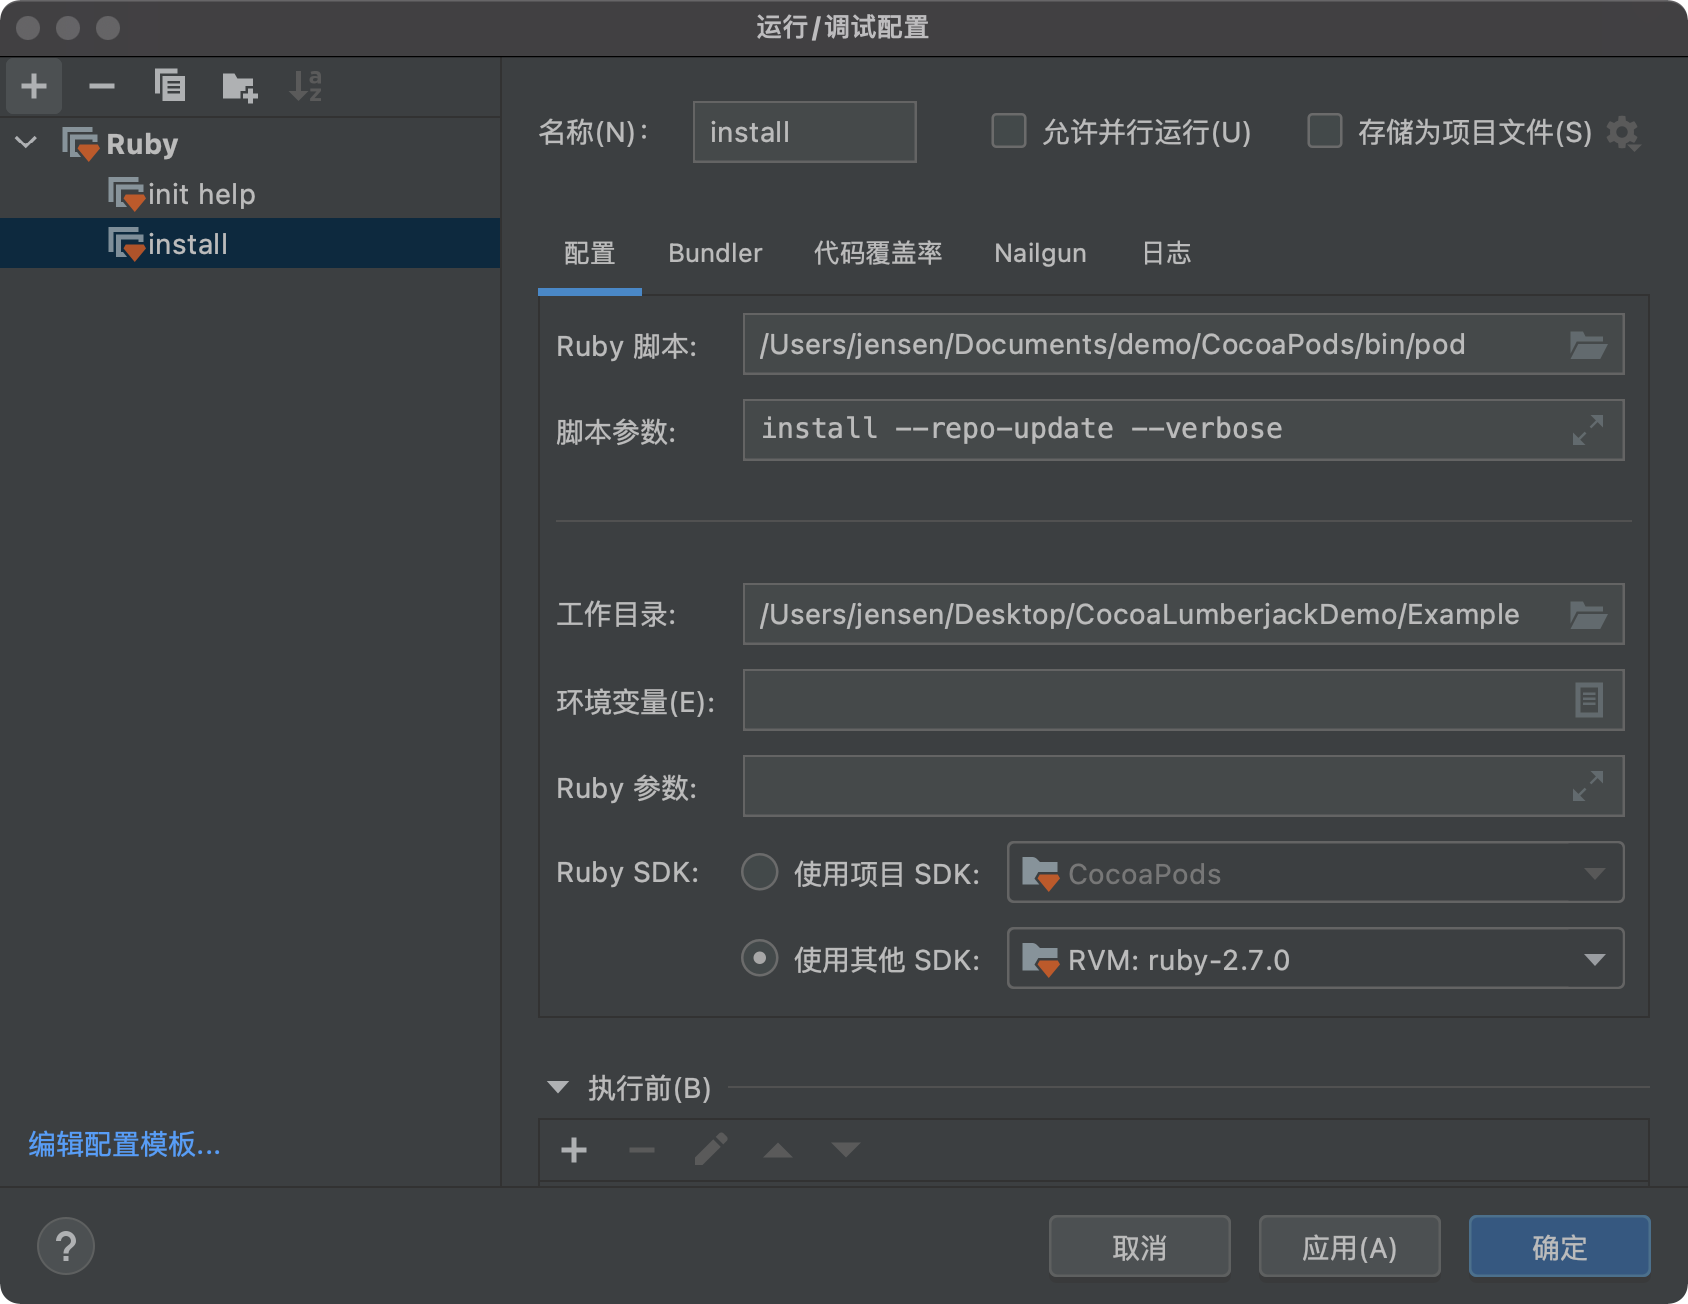 运行/调试配置
Ruby
init help
install
编辑配置模板...
名称(N):
install
允许并行运行(U)
存储为项目文件(S)
配置
Bundler
代码覆盖率
Nailgun
日志
Ruby 脚本:
/Users/jensen/Documents/demo/CocoaPods/bin/pod
脚本参数:
install --repo-update --verbose
工作目录:
/Users/jensen/Desktop/CocoaLumberjackDemo/Example
环境变量(E):
Ruby 参数:
Ruby SDK:
使用项目 SDK:
CocoaPods
使用其他 SDK:
RVM: ruby-2.7.0
执行前(B)
?
取消
应用(A)
确定